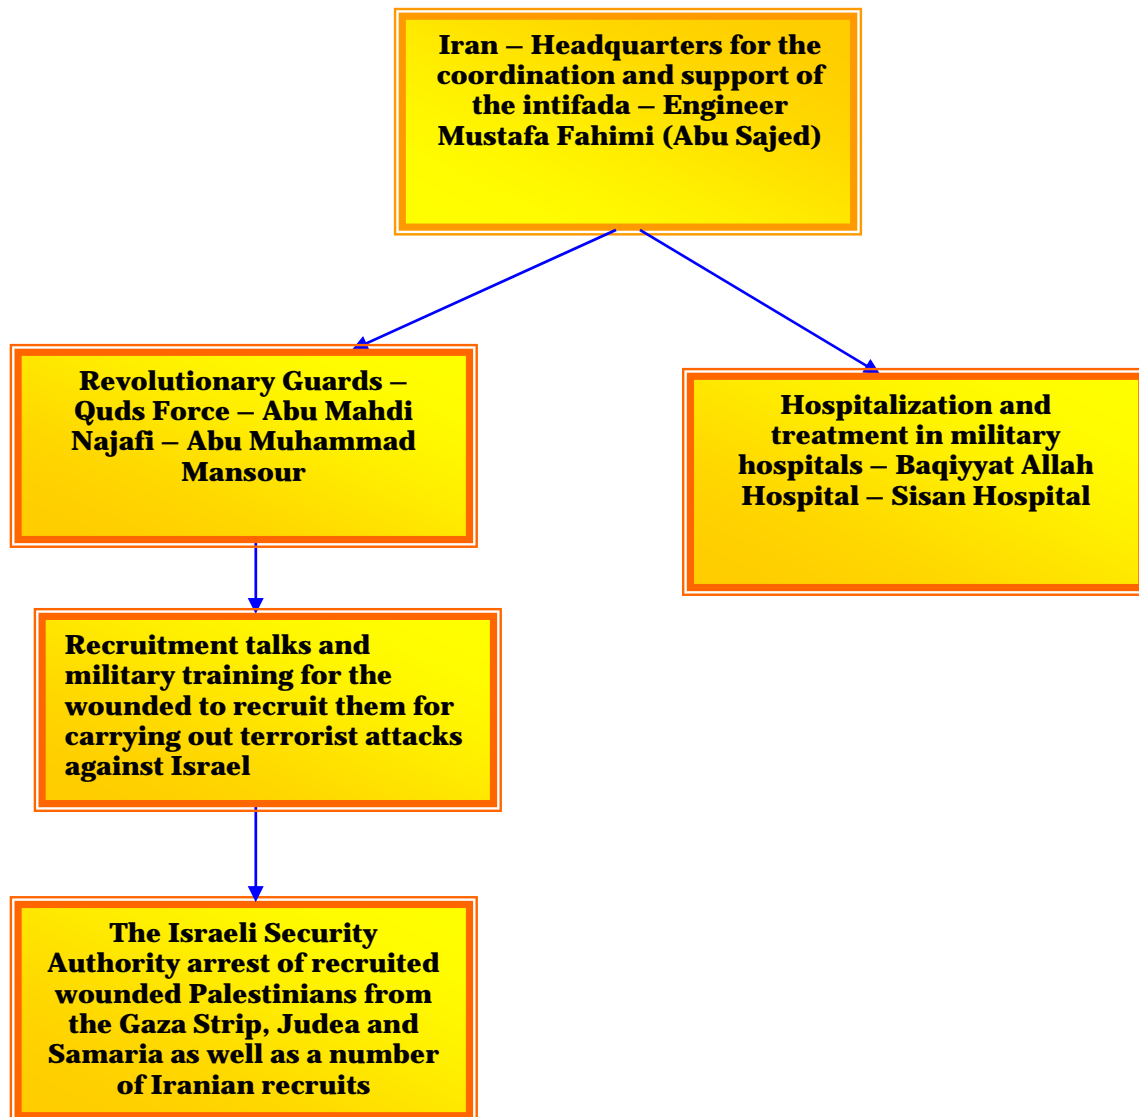 Iran – Headquarters for the
coordination and support of
the intifada – Engineer
Mustafa Fahimi (Abu Sajed)
Revolutionary Guards –
Quds Force – Abu Mahdi
Najafi – Abu Muhammad
Mansour
Hospitalization and
treatment in military
hospitals – Baqiyyat Allah
Hospital – Sisan Hospital
Recruitment talks and
military training for the
wounded to recruit them for
carrying out terrorist attacks
against Israel
The Israeli Security
Authority arrest of recruited
wounded Palestinians from
the Gaza Strip, Judea and
Samaria as well as a number
of Iranian recruits